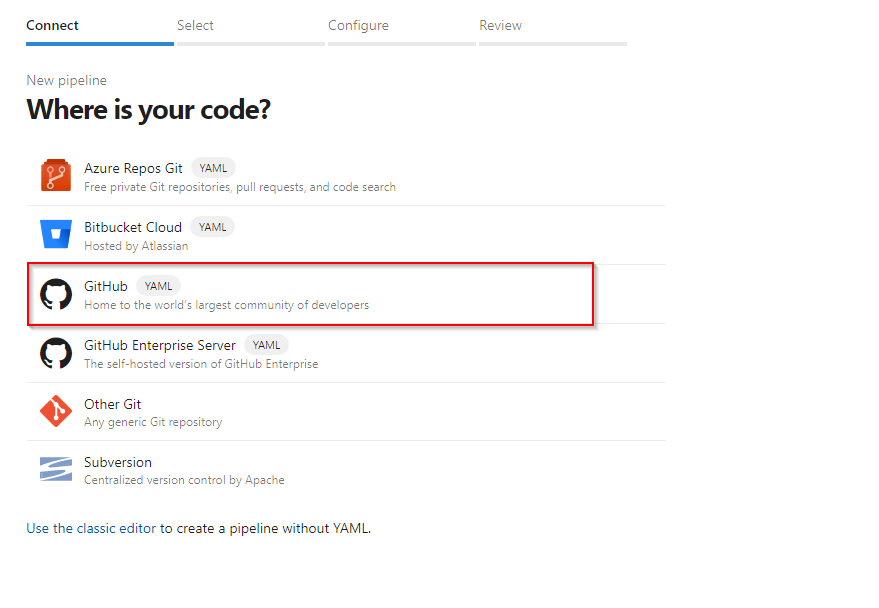 Connect Select Configure Review
New pipeline
Where is your code?
Azure Repos Git YAML
Free private Git repositories, pull requests, and code search
Bitbucket Cloud YAML
Hosted by Atlassian
GitHub YAML
Home to the world's largest community of developers
GitHub Enterprise Server YAML
The self-hosted version of GitHub Enterprise
Other Git
Any generic Git repository
Subversion
Centralized version control by Apache
Use the classic editor to create a pipeline without YAML.